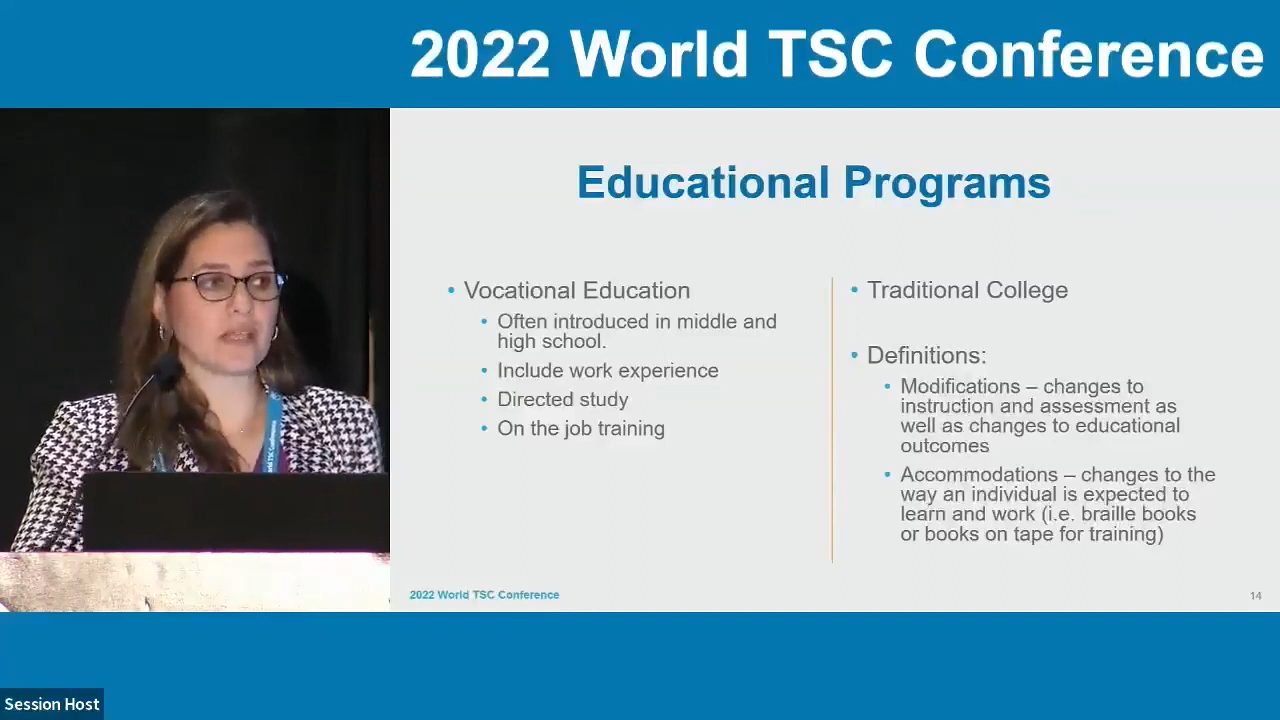 2022 World TSC Conference
Educational Programs
• Vocational Education
• Often introduced in middle and
high school.
• Include work experience
• Directed study
• On the job training
• Traditional College
• Definitions:
• Modifications – changes to
instruction and assessment as
well as changes to educational
outcomes
• Accommodations – changes to the
way an individual is expected to
learn and work (i.e. braille books
or books on tape for training)
2022 World TSC Conference
14
World TSC Conference
Session Host